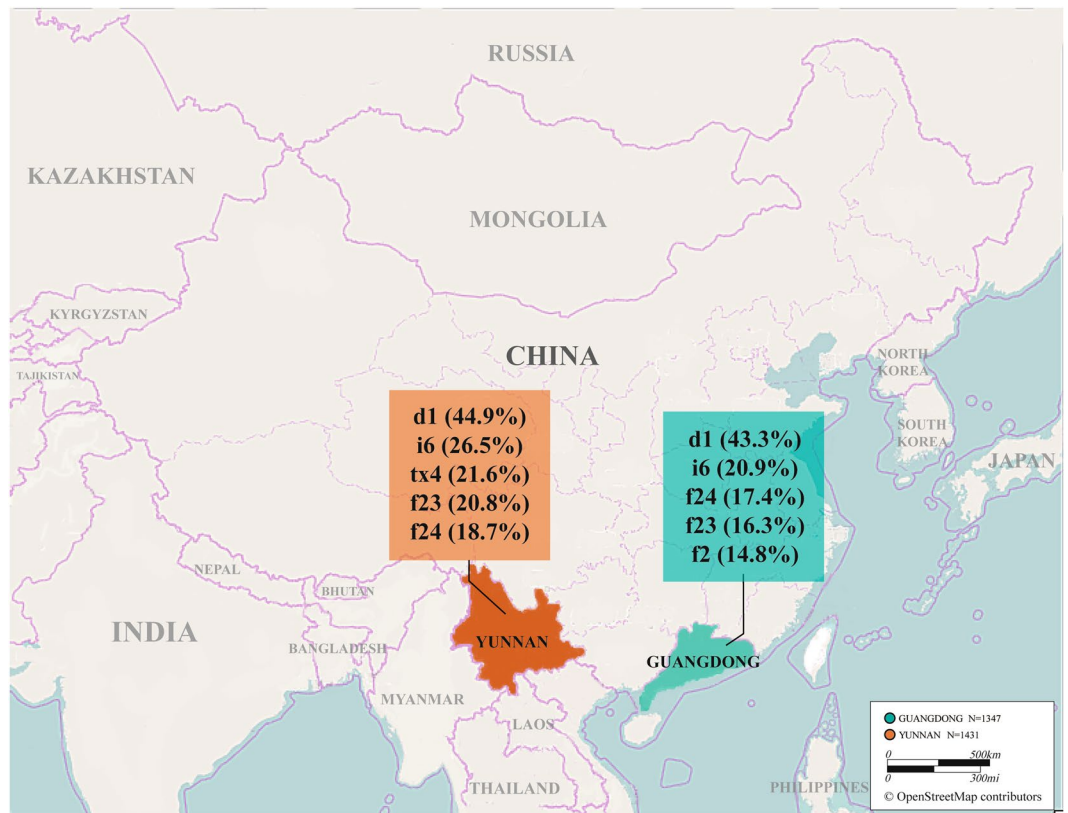 RUSSIA
KAZAKHSTAN
MONGOLIA
KYRGYZSTAN
TAJIKISTAN
CHINA
NORTH
KOREA
SOUTH
KOREA
JAPAN
d1 (44.9%)
i6 (26.5%)
tx4 (21.6%)
f23 (20.8%)
f24 (18.7%)
d1 (43.3%)
i6 (20.9%)
f24 (17.4%)
f23 (16.3%)
f2 (14.8%)
NEPAL
BHUTAN
INDIA
BANGLADESH
YUNNAN
GUANGDONG
MYANMAR
LAOS
THAILAND
PHILIPPINES
GUANGDONG N=1347
YUNNAN N=1431
0 500km
0 300mi
© OpenStreetMap contributors